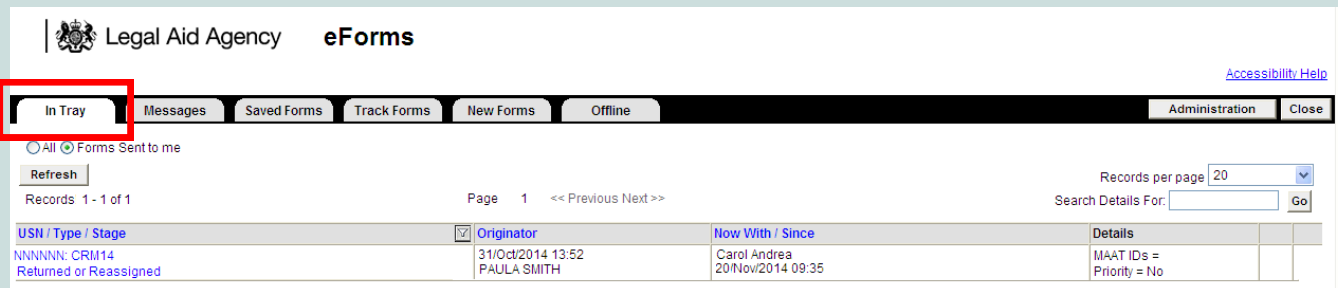 Legal Aid Agency eForms
Accessibility Help
In Tray Messages Saved Forms Track Forms New Forms Offline Administration Close
All Forms Sent to me
Refresh Records per page 20
Records 1 - 1 of 1 Page 1 << Previous Next >> Search Details For: Go
USN / Type / Stage Originator Now With / Since Details
NNNNNN: CRM14 31/Oct/2014 13:52 Carol Andrea MAAT IDs =
Returned or Reassigned PAULA SMITH 20/Nov/2014 09:35 Priority = No